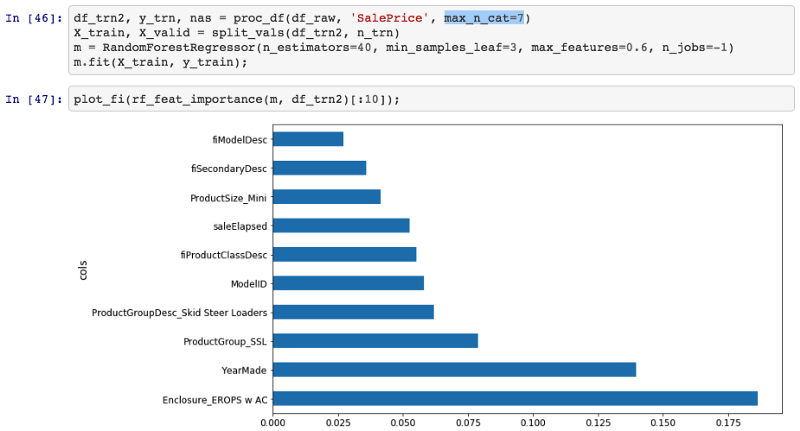 In [46]: df_trn2, y_trn, nas = proc_df(df_raw, 'SalePrice', max_n_cat=7)
X_train, X_valid = split_vals(df_trn2, n_trn)
m = RandomForestRegressor(n_estimators=40, min_samples_leaf=3, max_features=0.6, n_jobs=-1)
m.fit(X_train, y_train);
In [47]: plot_fi(rf_feat_importance(m, df_trn2)[:10]);
fiModelDesc
fiSecondaryDesc
ProductSize_Mini
saleElapsed
fiProductClassDesc
cols
ModelID
ProductGroupDesc_Skid Steer Loaders
ProductGroup_SSL
YearMade
Enclosure_EROPS w AC
0.000 0.025 0.050 0.075 0.100 0.125 0.150 0.175